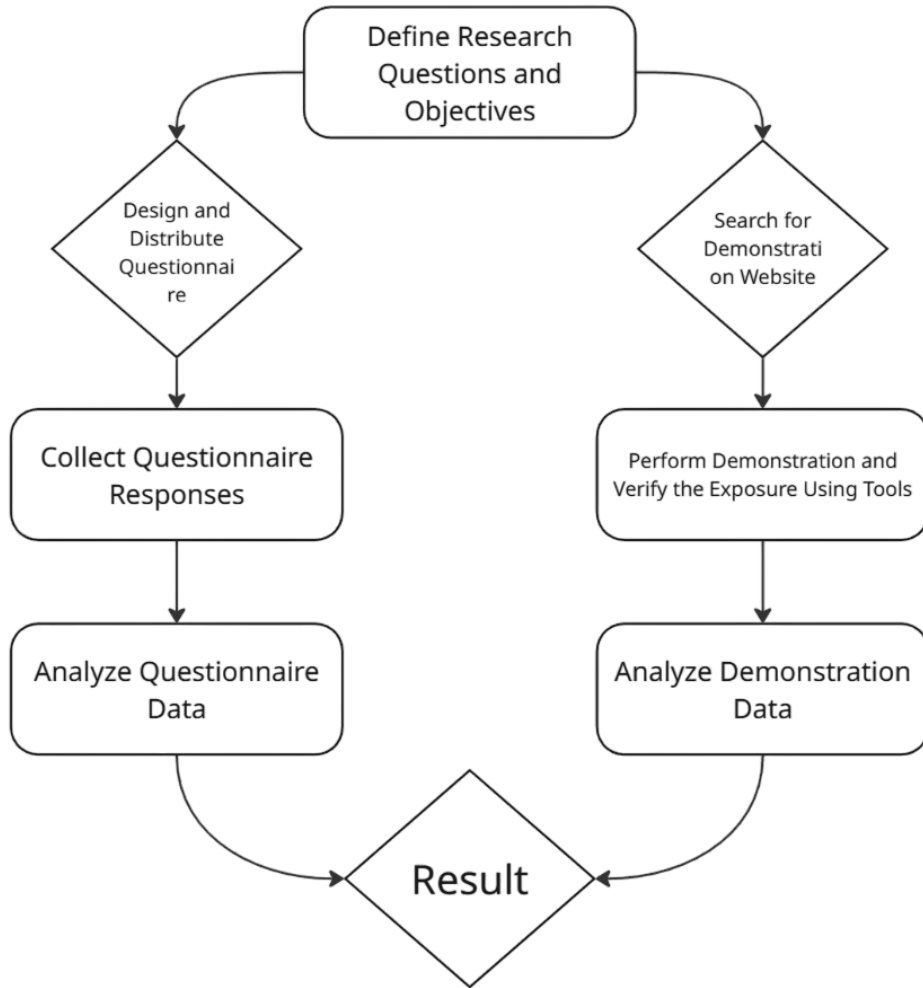 Define Research
Questions and
Objectives
Design and
Distribute
Questionnai
re
Search for
Demonstrati
on Website
Collect Questionnaire
Responses
Perform Demonstration and
Verify the Exposure Using Tools
Analyze Questionnaire
Data
Analyze Demonstration
Data
Result